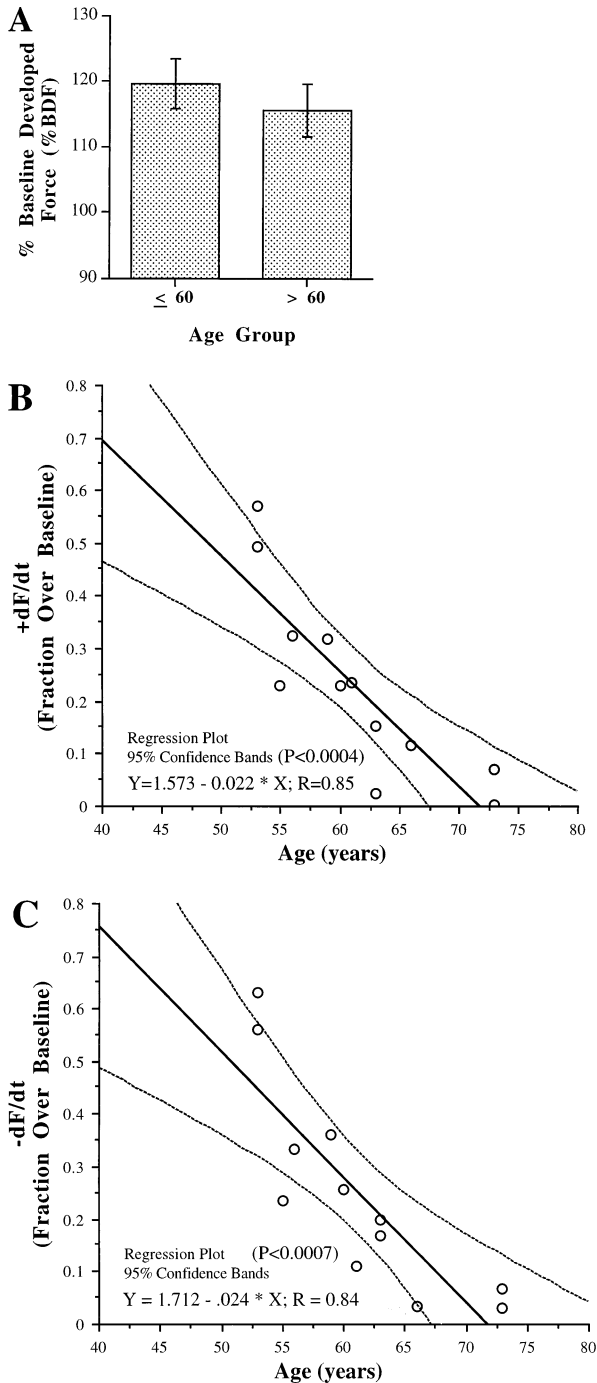 A
% Baseline Developed
Force (%BDF)
130
120
110
100
90
≤ 60
> 60
Age Group
B
+dF/dt
(Fraction Over Baseline)
0.8
0.7
0.6
0.5
0.4
0.3
0.2
0.1
0
Regression Plot
95% Confidence Bands (P<0.0004)
Y=1.573 - 0.022 * X; R=0.85
40
45
50
55
60
65
70
75
80
Age (years)
C
-dF/dt
(Fraction Over Baseline)
0.8
0.7
0.6
0.5
0.4
0.3
0.2
0.1
0
Regression Plot (P<0.0007)
95% Confidence Bands
Y = 1.712 - .024 * X; R = 0.84
40
45
50
55
60
65
70
75
80
Age (years)